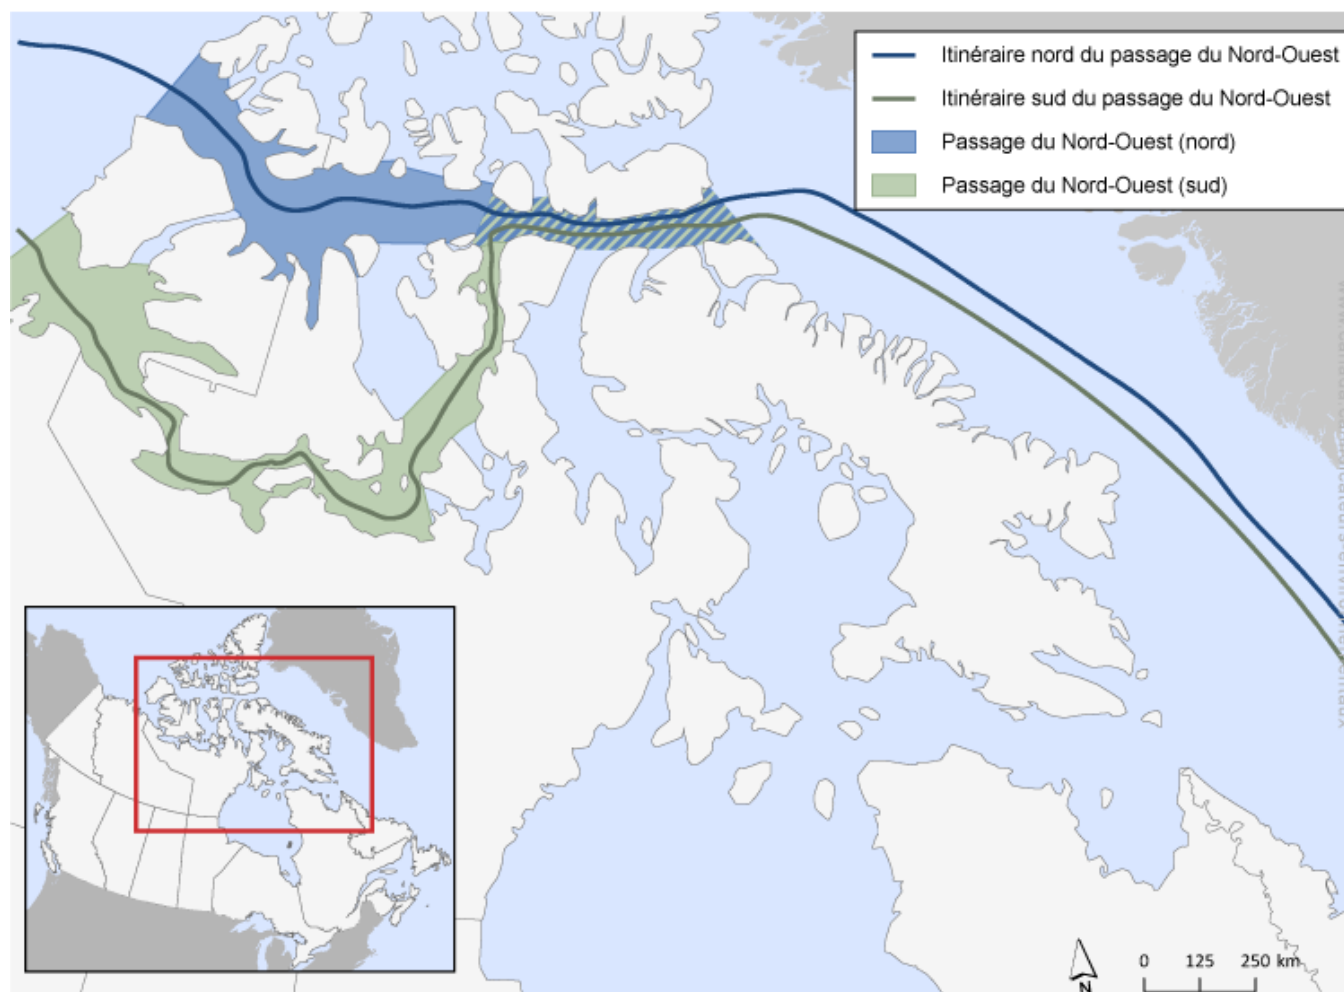 Itinéraire nord du passage du Nord-Ouest
Itinéraire sud du passage du Nord-Ouest
Passage du Nord-Ouest (nord)
Passage du Nord-Ouest (sud)
N
0 125 250 km